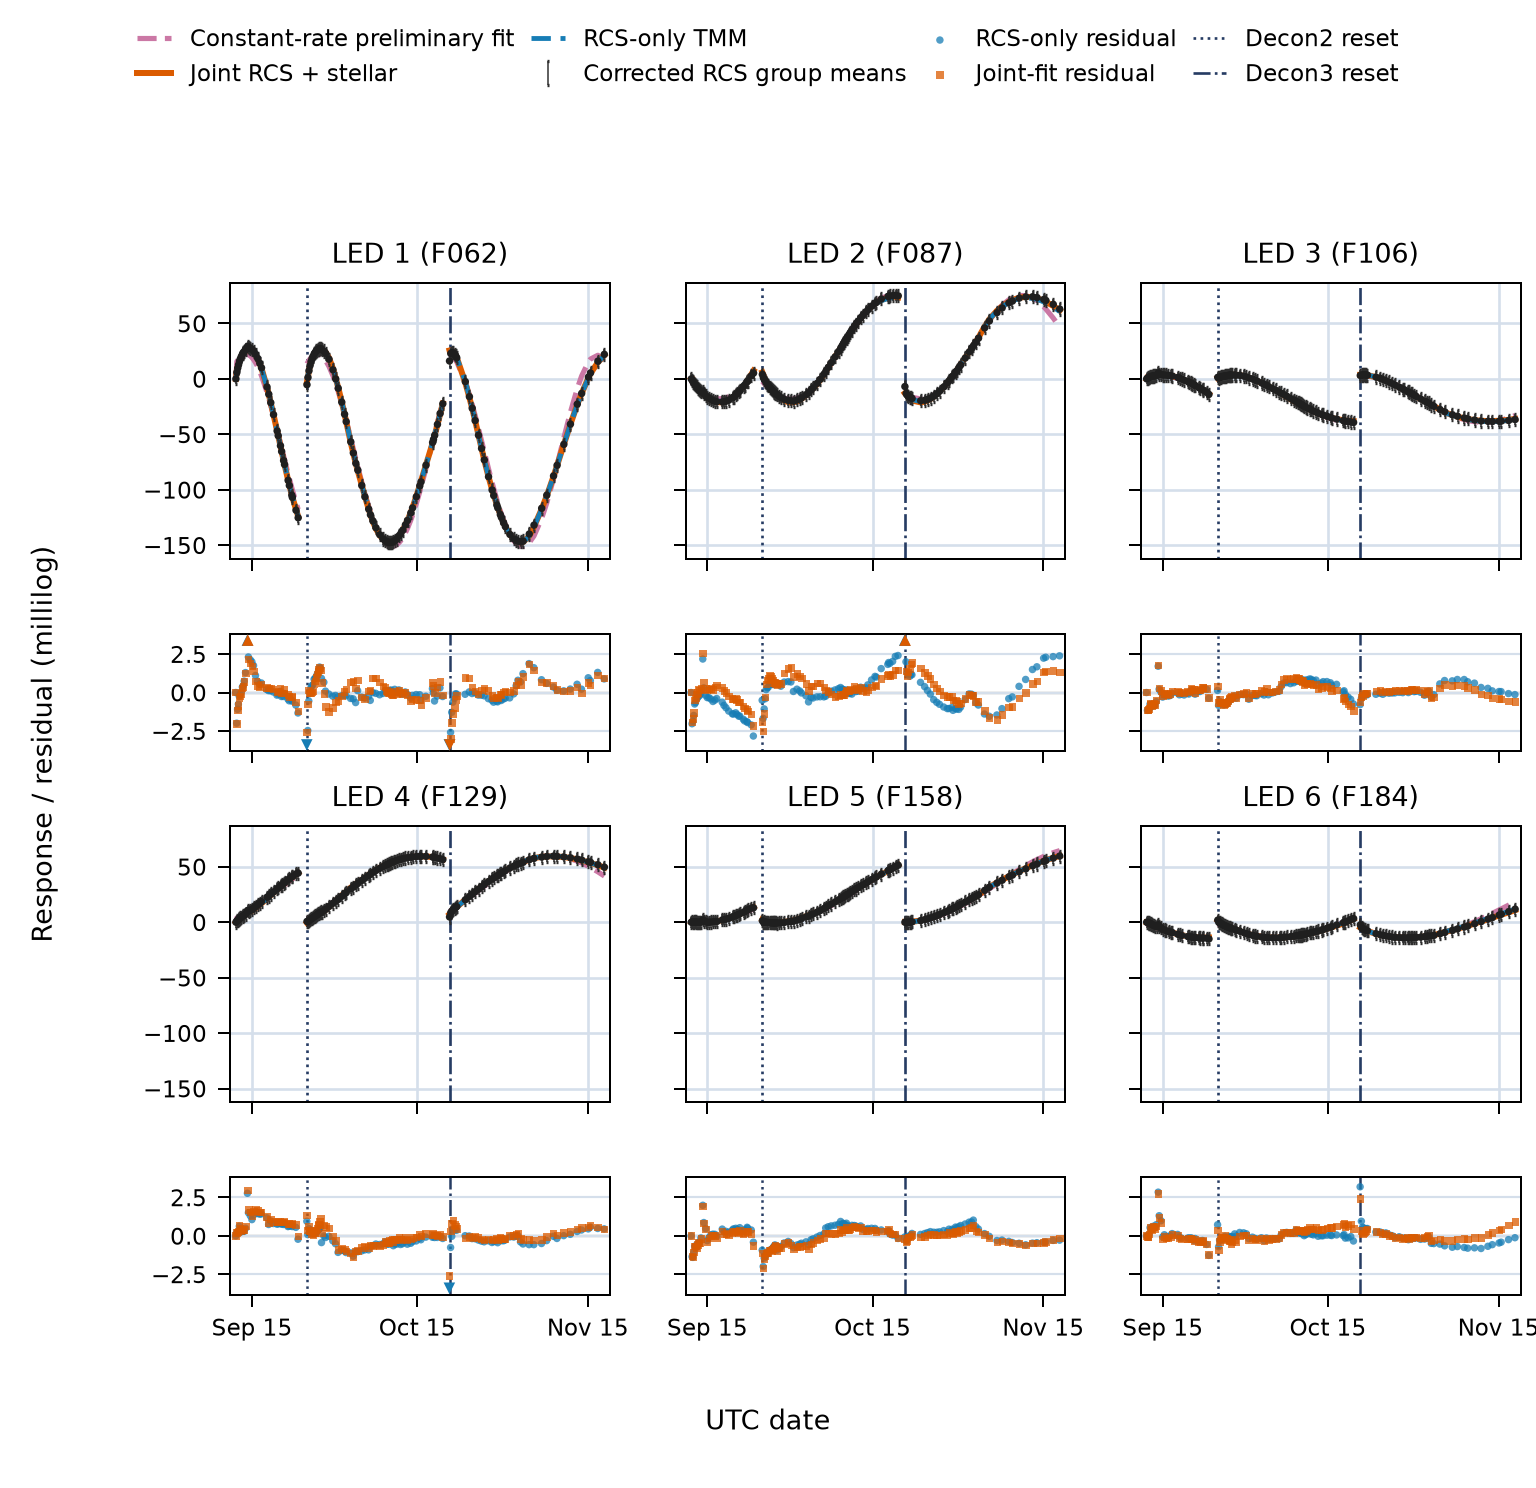 Constant-rate preliminary fit RCS-only TMM RCS-only residual Decon2 reset
Joint RCS + stellar Corrected RCS group means Joint-fit residual Decon3 reset
LED 1 (F062) LED 2 (F087) LED 3 (F106)
50
0
−50
−100
−150
2.5
0.0
−2.5
LED 4 (F129) LED 5 (F158) LED 6 (F184)
50
0
−50
−100
−150
2.5
0.0
−2.5
Sep 15 Oct 15 Nov 15 Sep 15 Oct 15 Nov 15 Sep 15 Oct 15 Nov 15
Response / residual (millilog)
UTC date